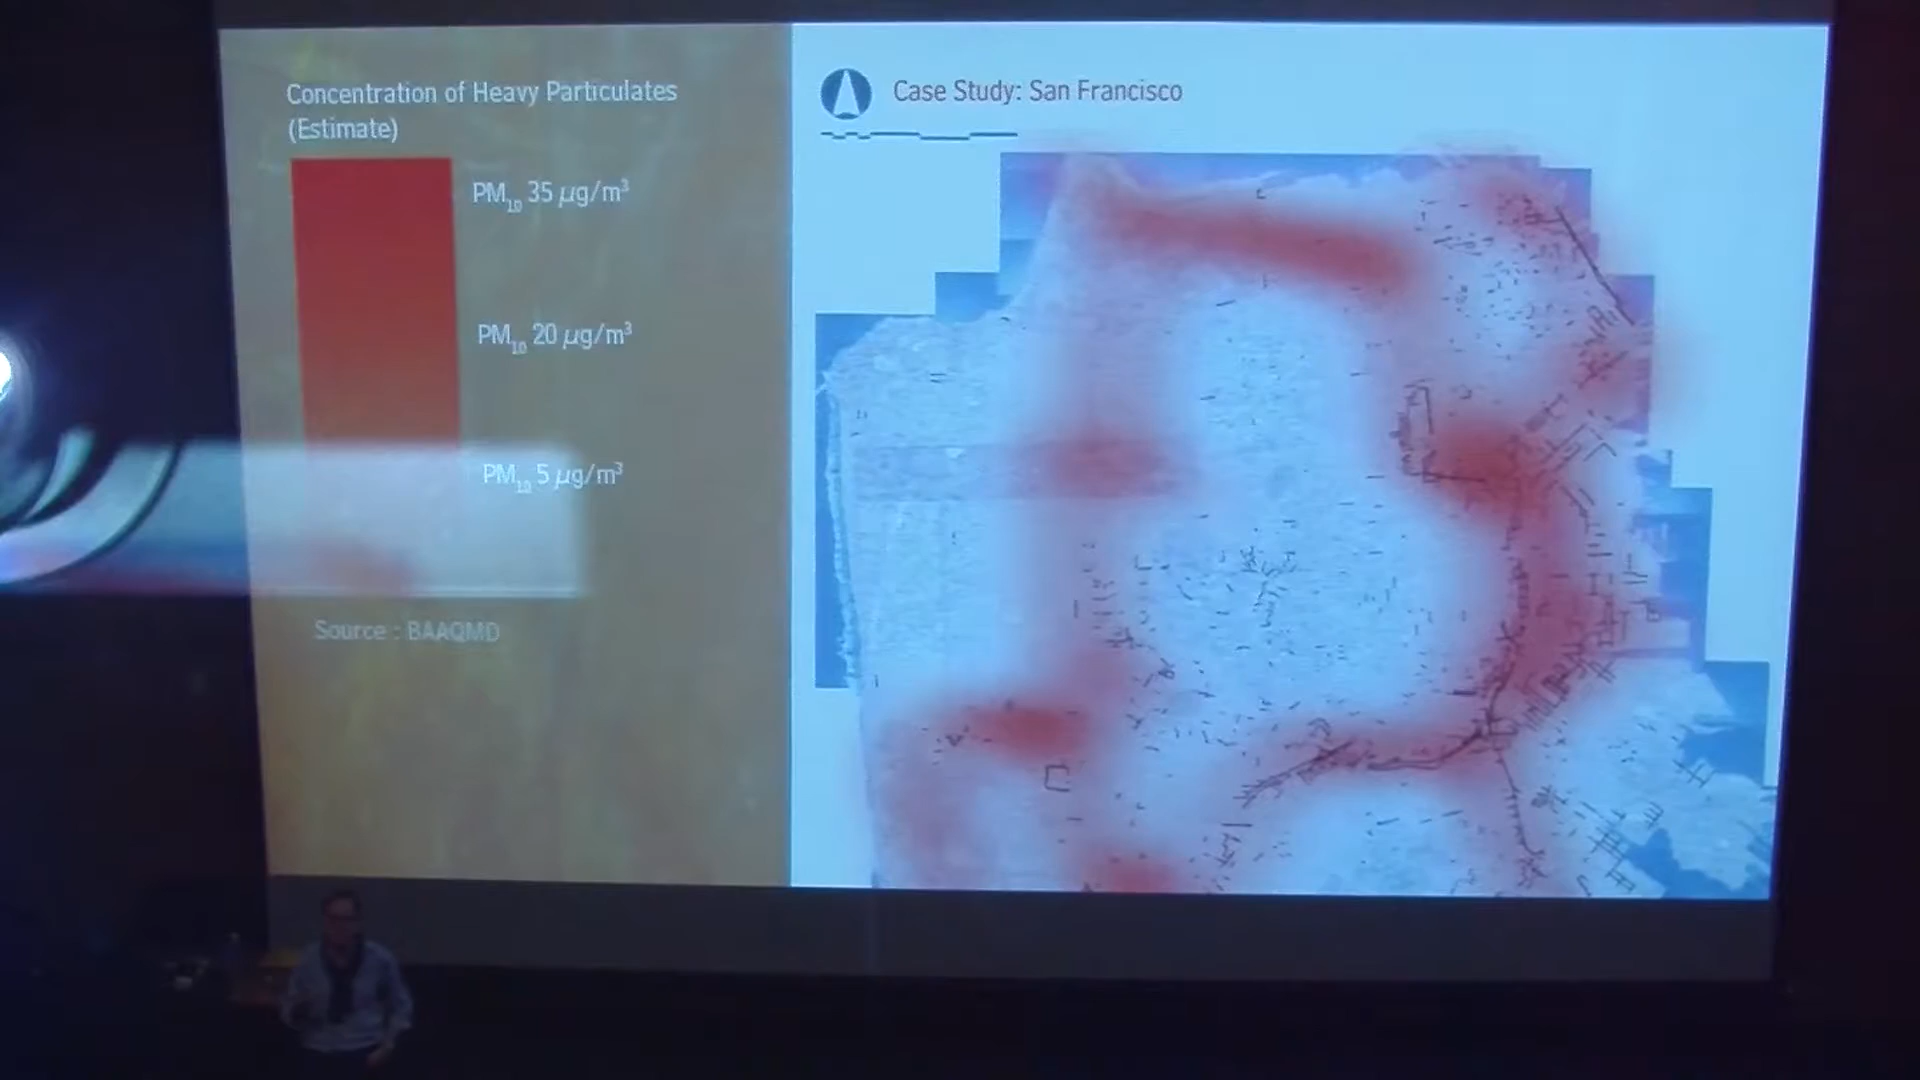 Concentration of Heavy Particulates
(Estimate)
PM10 35 µg/m³
PM10 20 µg/m³
PM10 5 µg/m³
Source : BAAQMD
Case Study: San Francisco